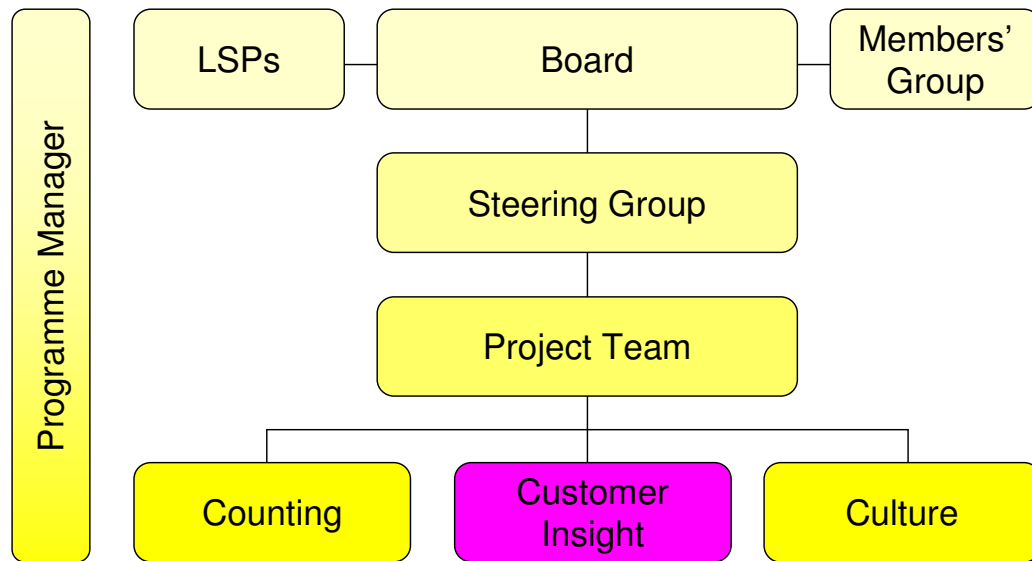 Programme Manager
LSPs
Board
Members’
Group
Steering Group
Project Team
Counting
Customer
Insight
Culture